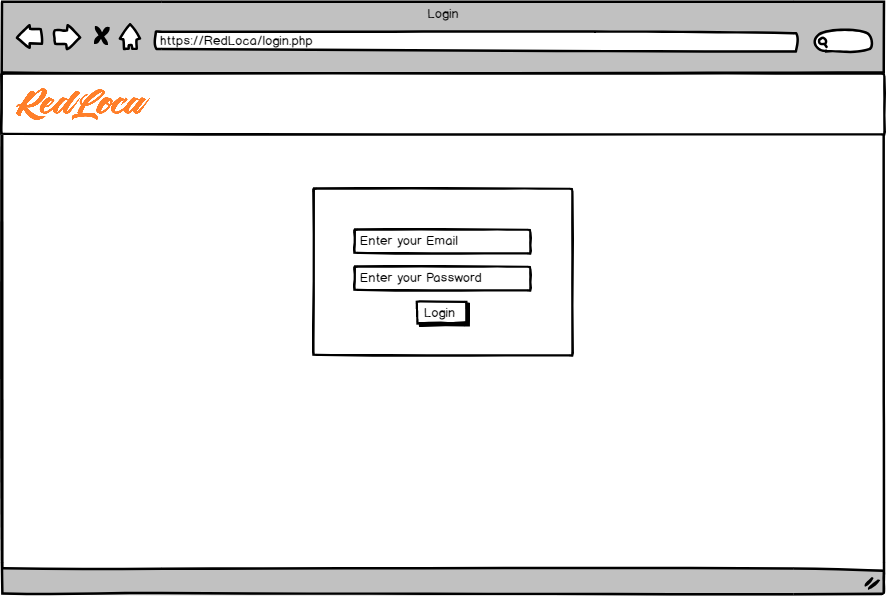 Login
https://RedLoca/login.php
RedLoca
Enter your Email
Enter your Password
Login